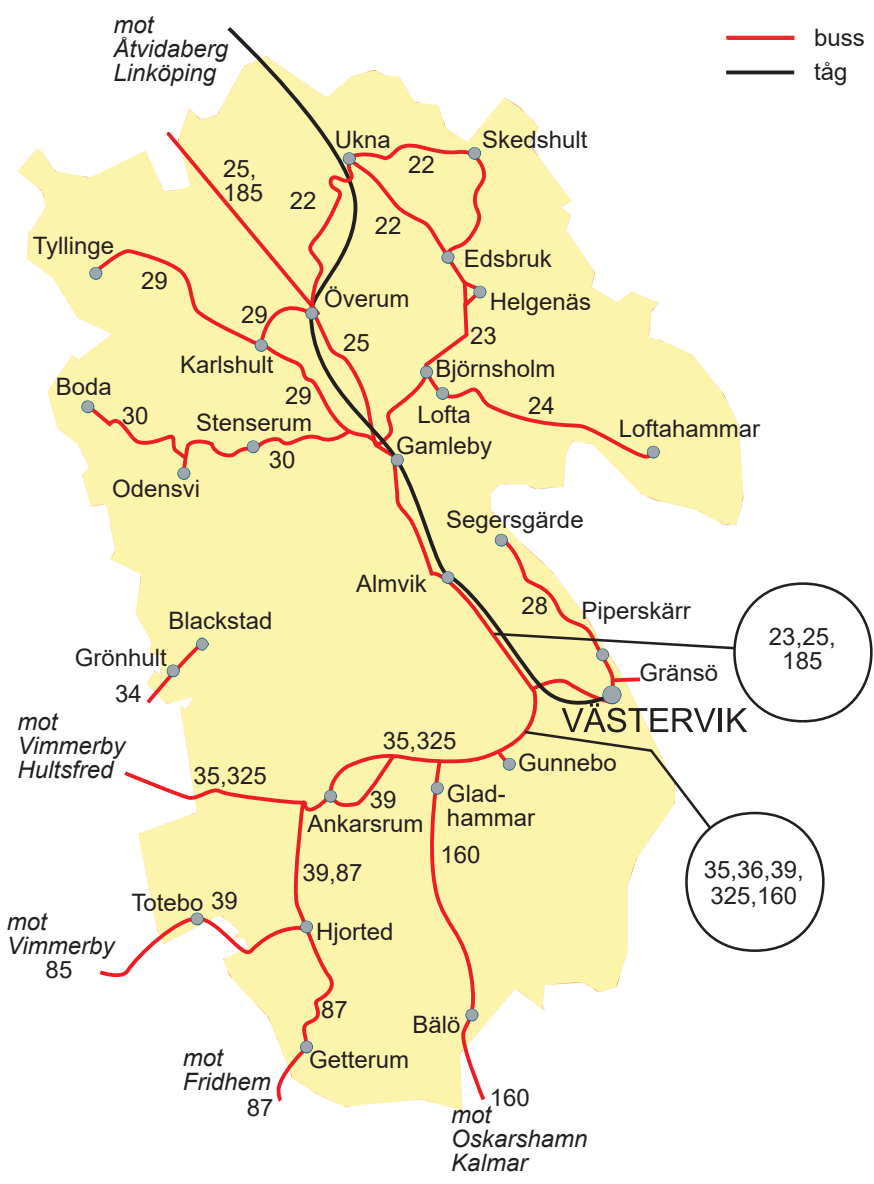 mot
Åtvidaberg
Linköping
buss
tåg
Ukna
Skedshult
22
25,
185
22
22
Tyllinge
Edsbruk
29
Helgenäs
Överum
29
23
25
Karlshult
Björnsholm
Boda
29
Lofta
24
30
Stenserum
Loftahammar
Gamleby
30
Odensvi
Segersgärde
Almvik
28
Piperskärr
Blackstad
23,25,
185
Grönhult
Gränsö
34
VÄSTERVIK
mot
Vimmerby
Hultsfred
35,325
Gunnebo
35,325
39
Glad-
hammar
Ankarsrum
160
39,87
35,36,39,
325,160
Totebo
39
mot
Vimmerby
85
Hjorted
87
Bälö
Getterum
mot
Fridhem
87
160
mot
Oskarshamn
Kalmar